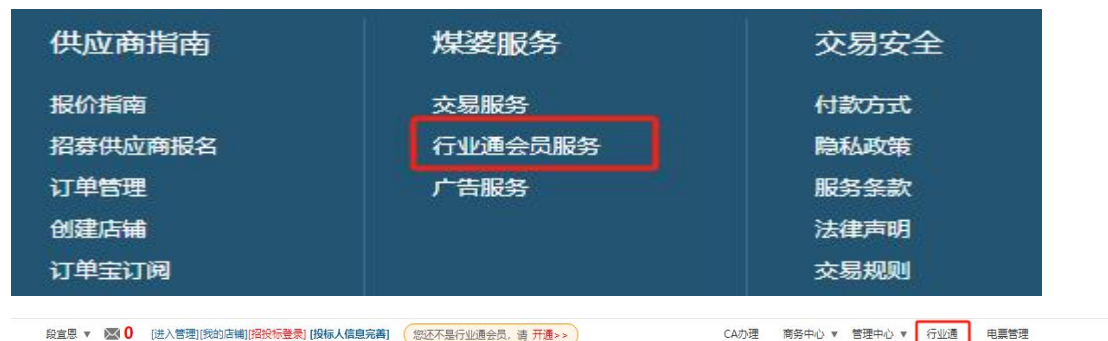 供应商指南 煤婆服务 交易安全
报价指南 交易服务 付款方式
招募供应商报名 行业通会员服务 隐私政策
订单管理 广告服务 服务条款
创建店铺 法律声明
订单宝订阅 交易规则
段宜恩 ▼ 0 [进入管理][我的店铺][招投标登录] [投标人信息完善] 您还不是行业通会员, 请 开通>> CA办理 商务中心 ▼ 管理中心 ▼ 行业通 电票管理